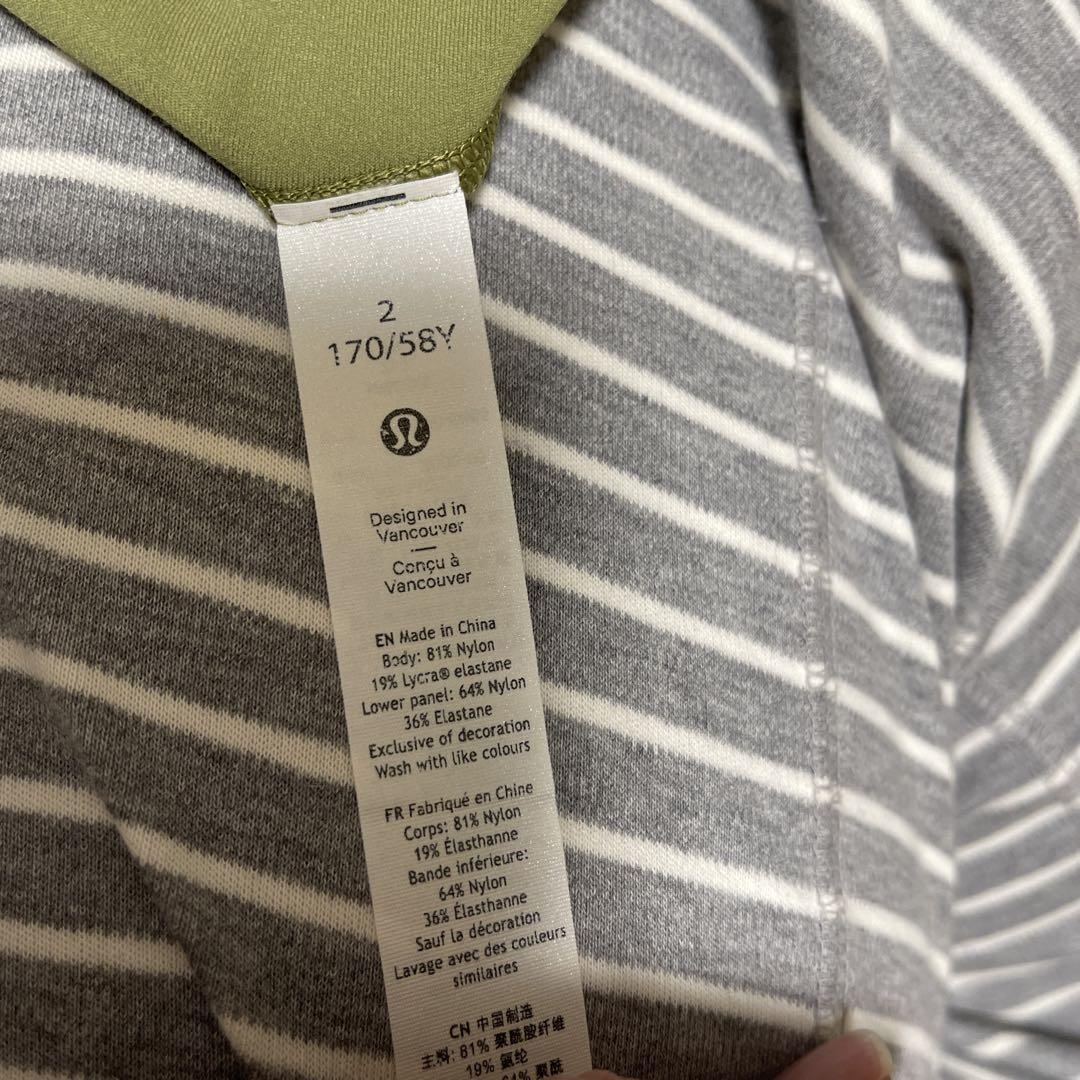 2
170/58Y
Designed in
Vancouver
Conçu à
Vancouver
EN Made in China
Body: 81% Nylon
19% Lycra® elastane
Lower panel: 64% Nylon
36% Elastane
Exclusive of decoration
Wash with like colours
FR Fabriqué en Chine
Corps: 81% Nylon
19% Élasthanne
Bande inférieure:
64% Nylon
36% Élasthanne
Sauf la décoration
Lavage avec des couleurs
similaires
CN 中国制造
主料: 81% 聚酰胺纤维
19% 氨纶
64% 聚酰